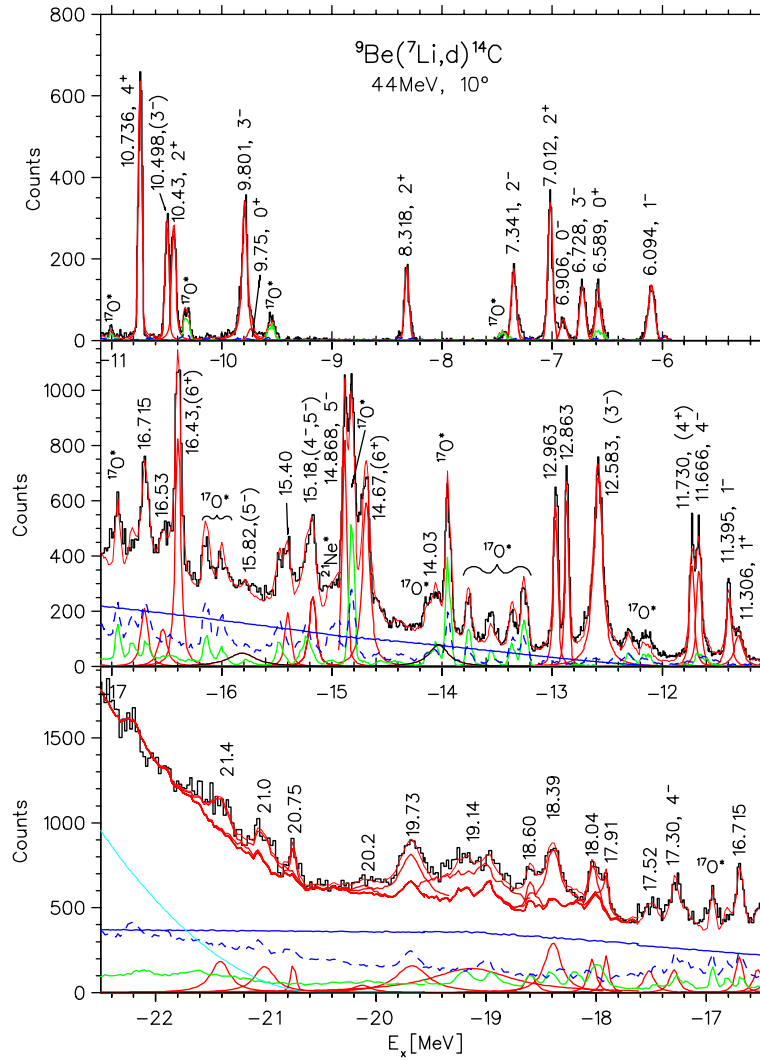 ⁹Be(⁷Li,d)¹⁴C
44MeV, 10°
Counts
800
600
400
200
0
¹⁷O*
10.736, 4⁺
10.498,(3⁻)
10.43, 2⁺
¹⁷O*
9.801, 3⁻
9.75, 0⁺
¹⁷O*
8.318, 2⁺
¹⁷O*
7.341, 2⁻
7.012, 2⁺
6.906, 0⁻
6.728, 3⁻
6.589, 0⁺
6.094, 1⁻
−11 −10 −9 −8 −7 −6
Counts
1000
800
600
400
200
0
¹⁷O*
16.715
16.53
16.43,(6⁺)
¹⁷O*
15.82,(5⁻)
15.40
15.18,(4⁻,5⁻)
²¹Ne*
14.868, 5⁻
¹⁷O*
14.67,(6⁺)
¹⁷O*
14.03
¹⁷O*
¹⁷O*
12.963
12.863
12.583, (3⁻)
¹⁷O*
11.730, (4⁺)
11.666, 4⁻
11.395, 1⁻
11.306, 1⁺
−17 −16 −15 −14 −13 −12
Counts
1500
1000
500
0
21.4
21.0
20.75
20.2
19.73
19.14
18.60
18.39
18.04
17.91
17.52
17.30, 4⁻
¹⁷O*
16.715
−22 −21 −20 −19 −18 −17
Eₓ[MeV]